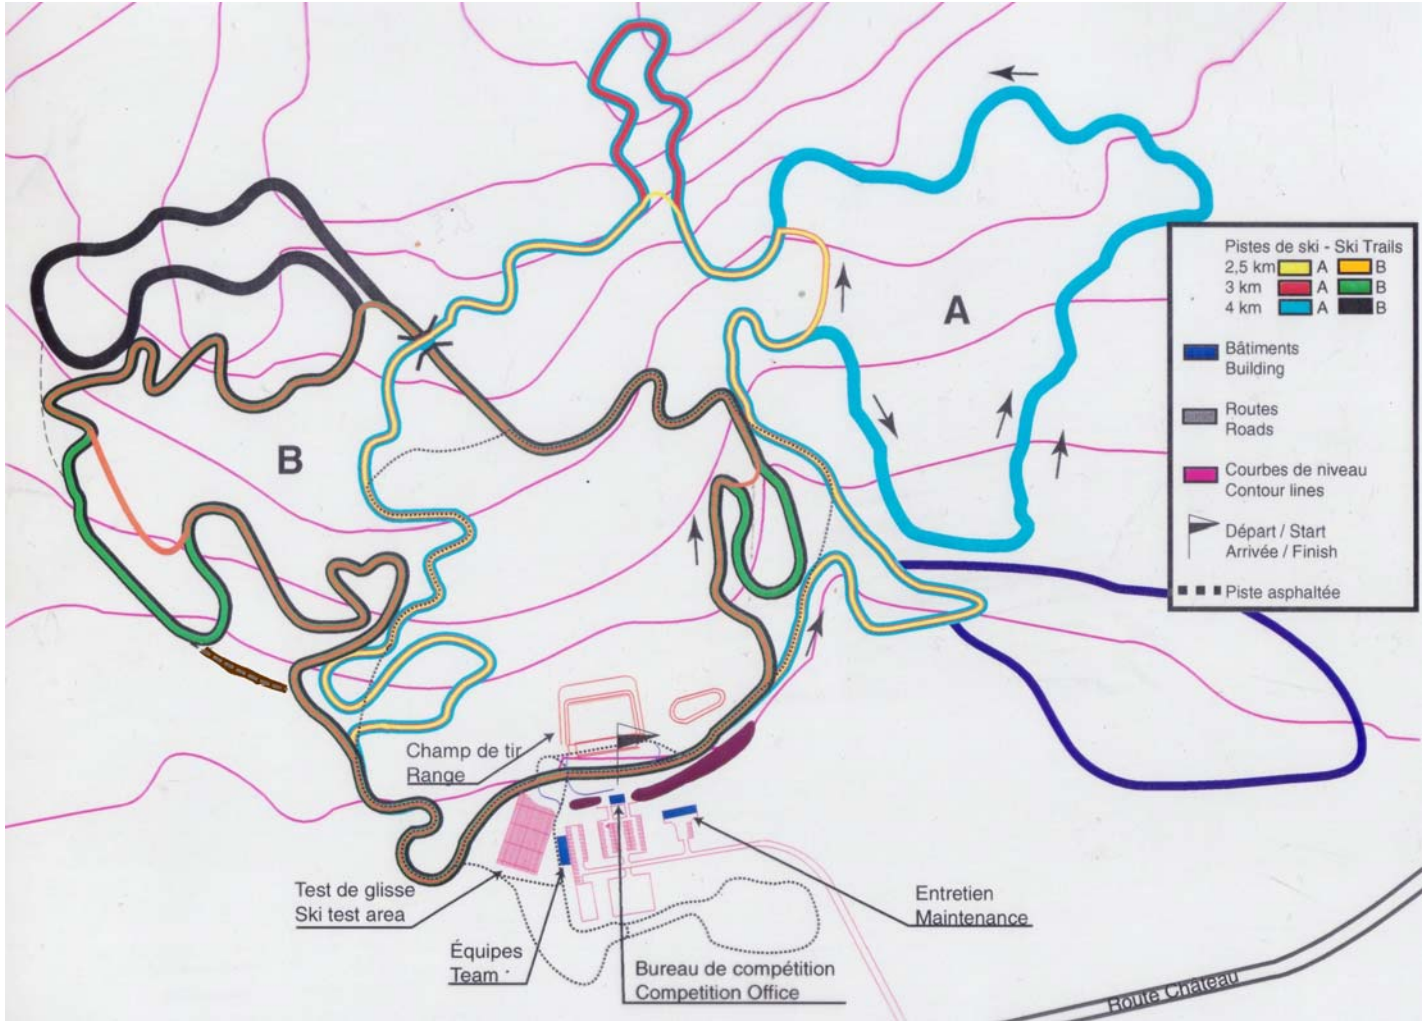 A
B
Pistes de ski - Ski Trails
2,5 km A B
3 km A B
4 km A B
Bâtiments
Building
Routes
Roads
Courbes de niveau
Contour lines
Départ / Start
Arrivée / Finish
Piste asphaltée
Champ de tir
Range
Test de glisse
Ski test area
Équipes
Team
Bureau de compétition
Competition Office
Entretien
Maintenance
Route Château